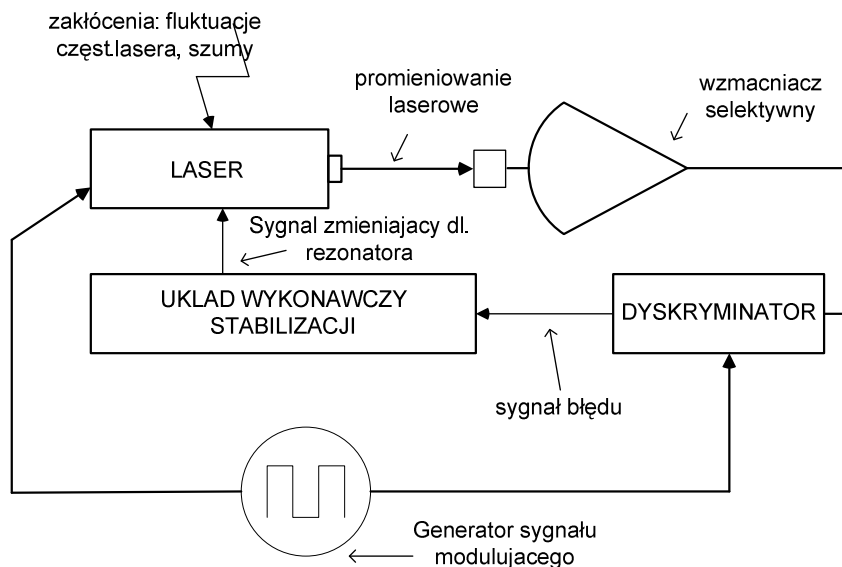 zakłócenia: fluktuacje
częst.lasera, szumy
promieniowanie
laserowe
wzmacniacz
selektywny
LASER
Sygnal zmieniajacy dl.
rezonatora
UKLAD WYKONAWCZY
STABILIZACJI
DYSKRYMINATOR
sygnał błędu
Generator sygnału
modulujacego